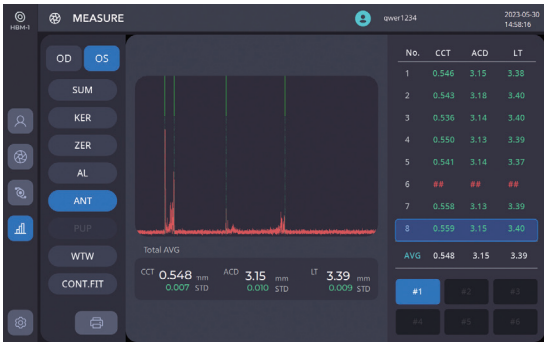 HBM-1
MEASURE
qwer1234
2023-05-30
14:58:16
OD OS
SUM
KER
ZER
AL
ANT
PUP
WTW
CONT.FIT
Total AVG
CCT 0.548 mm ACD 3.15 mm LT 3.39 mm
0.007 STD 0.010 STD 0.009 STD
No. CCT ACD LT
1 0.546 3.15 3.38
2 0.543 3.18 3.40
3 0.536 3.14 3.40
4 0.550 3.13 3.39
5 0.541 3.14 3.37
6 ## ## ##
7 0.558 3.13 3.39
8 0.559 3.15 3.40
AVG 0.548 3.15 3.39
#1 #2 #3
#4 #5 #6